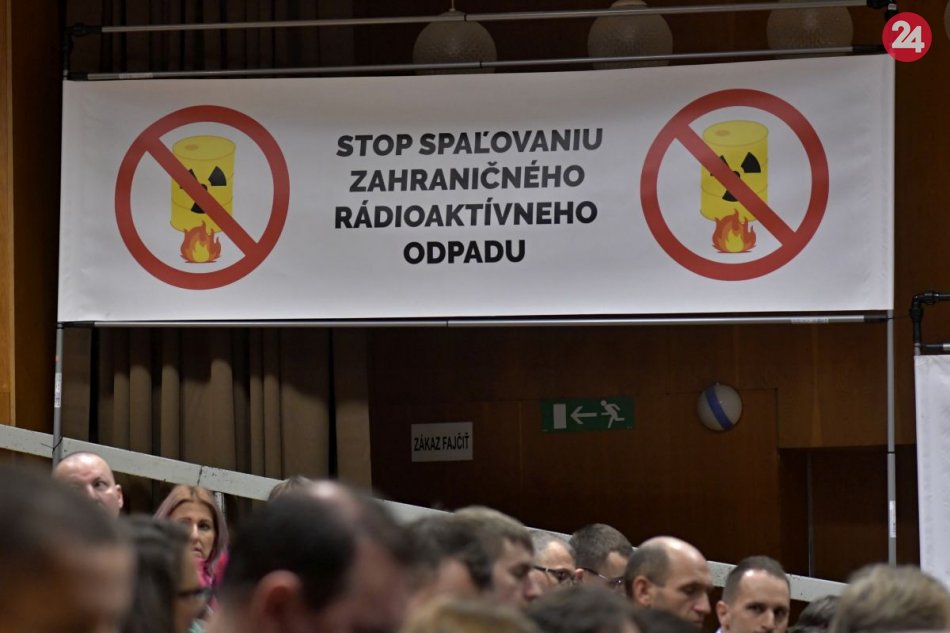 24
STOP SPAĽOVANIU
ZAHRANIČNÉHO
RÁDIOAKTÍVNEHO
ODPADU
ZÁKAZ FAJČIŤ